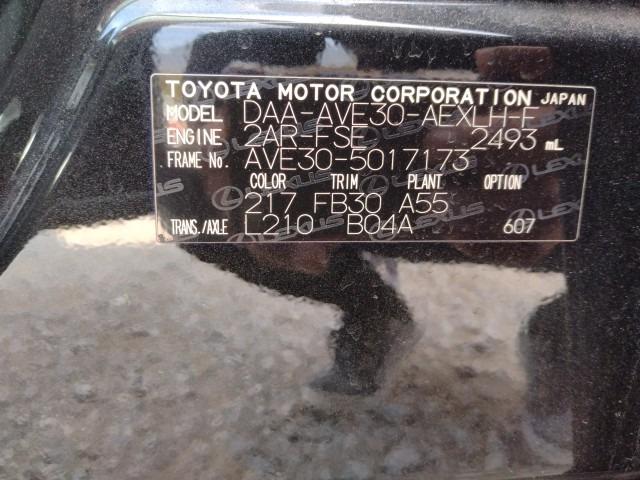 TOYOTA MOTOR CORPORATION JAPAN
MODEL DAA-AVE30-AEXLH-F
ENGINE 2AR-FSE 2493 mL
FRAME No. AVE30-5017173
COLOR TRIM PLANT OPTION
217 FB30 A55
TRANS./AXLE L210 B04A 607
LEXUS